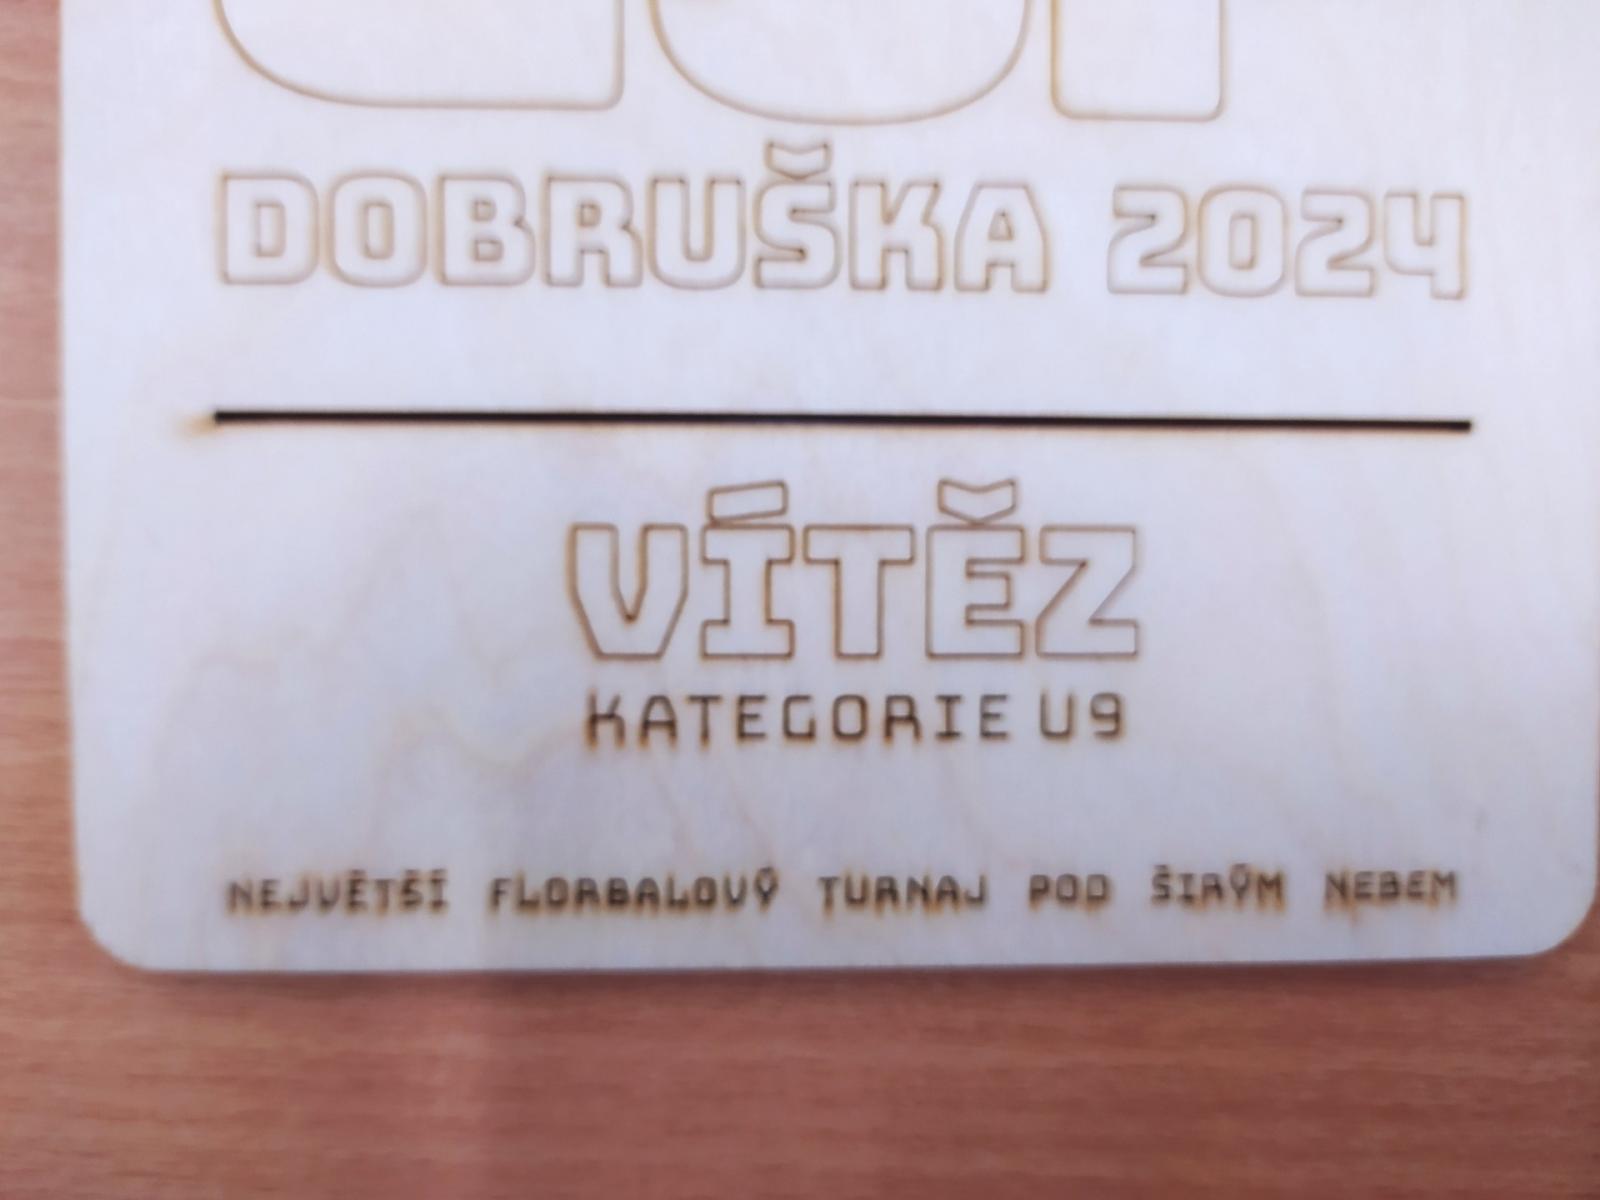 DOBRUŠKA 2024
VÍTĚZ
KATEGORIE U9
NEJVĚTŠÍ FLORBALOVÝ TURNAJ POD ŠIRÝM NEBEM